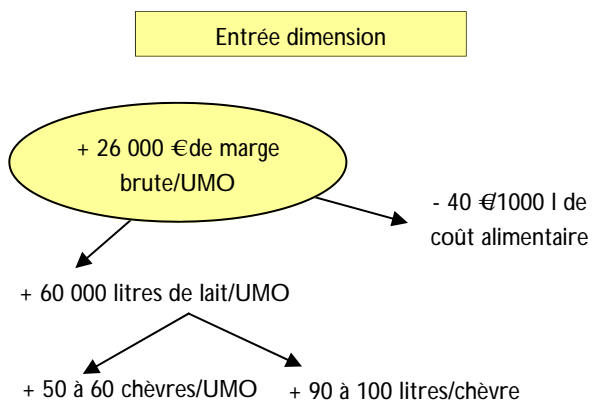 Entrée dimension
+ 26 000 € de marge
brute/UMO
- 40 €/1000 l de
coût alimentaire
+ 60 000 litres de lait/UMO
+ 50 à 60 chèvres/UMO
+ 90 à 100 litres/chèvre